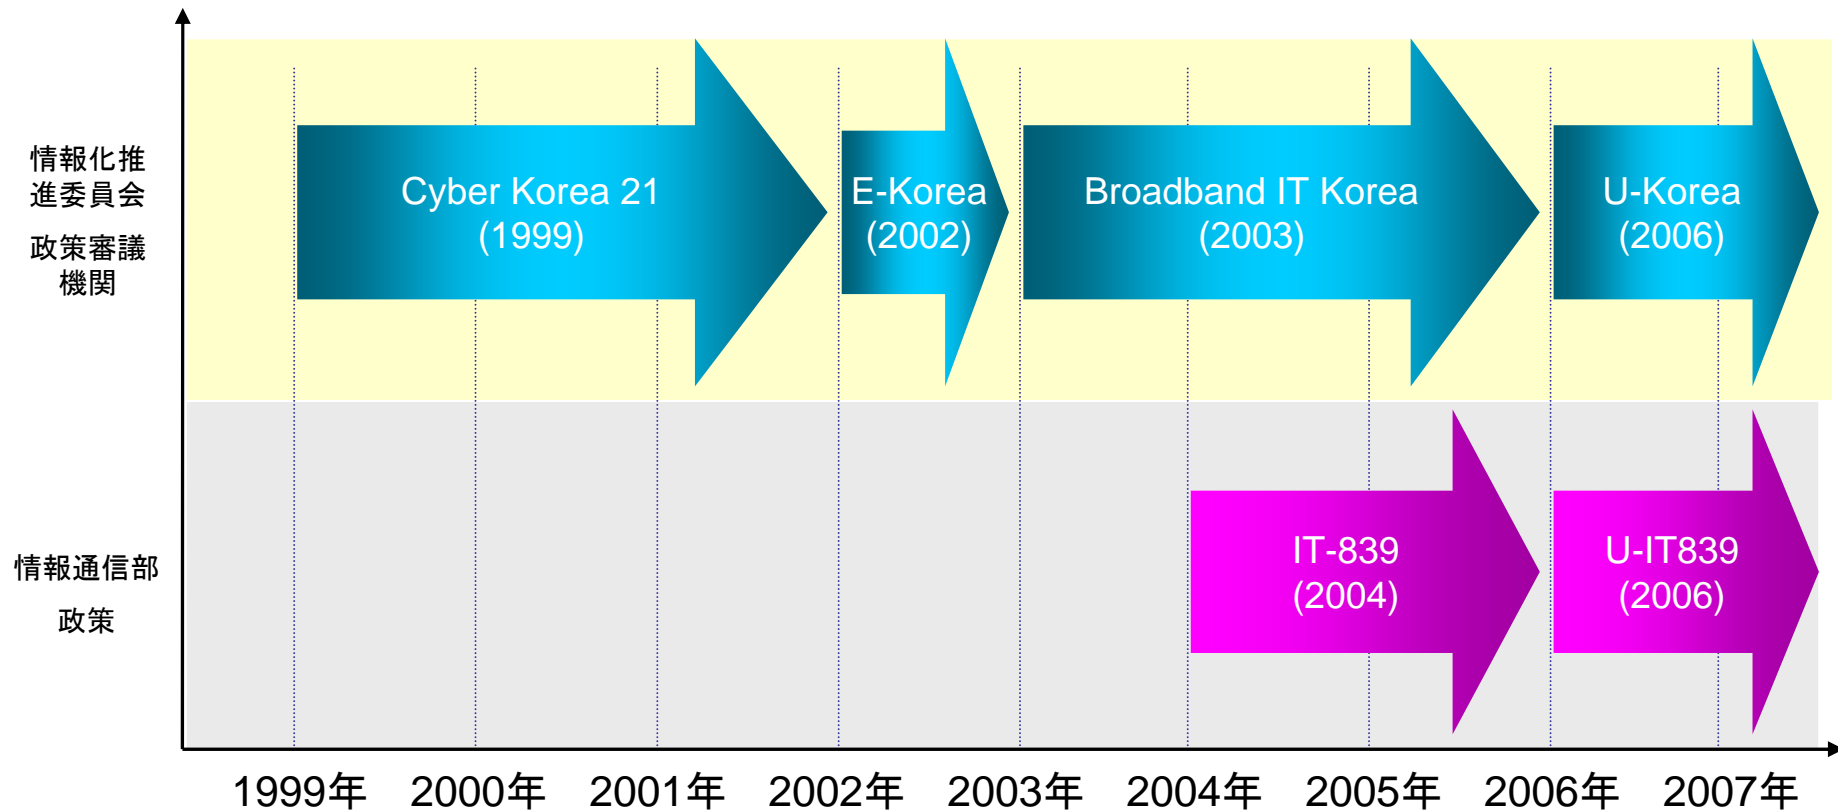 情報化推
進委員会
政策審議
機関
Cyber Korea 21
(1999)
E-Korea
(2002)
Broadband IT Korea
(2003)
U-Korea
(2006)
情報通信部
政策
IT-839
(2004)
U-IT839
(2006)
1999年 2000年 2001年 2002年 2003年 2004年 2005年 2006年 2007年